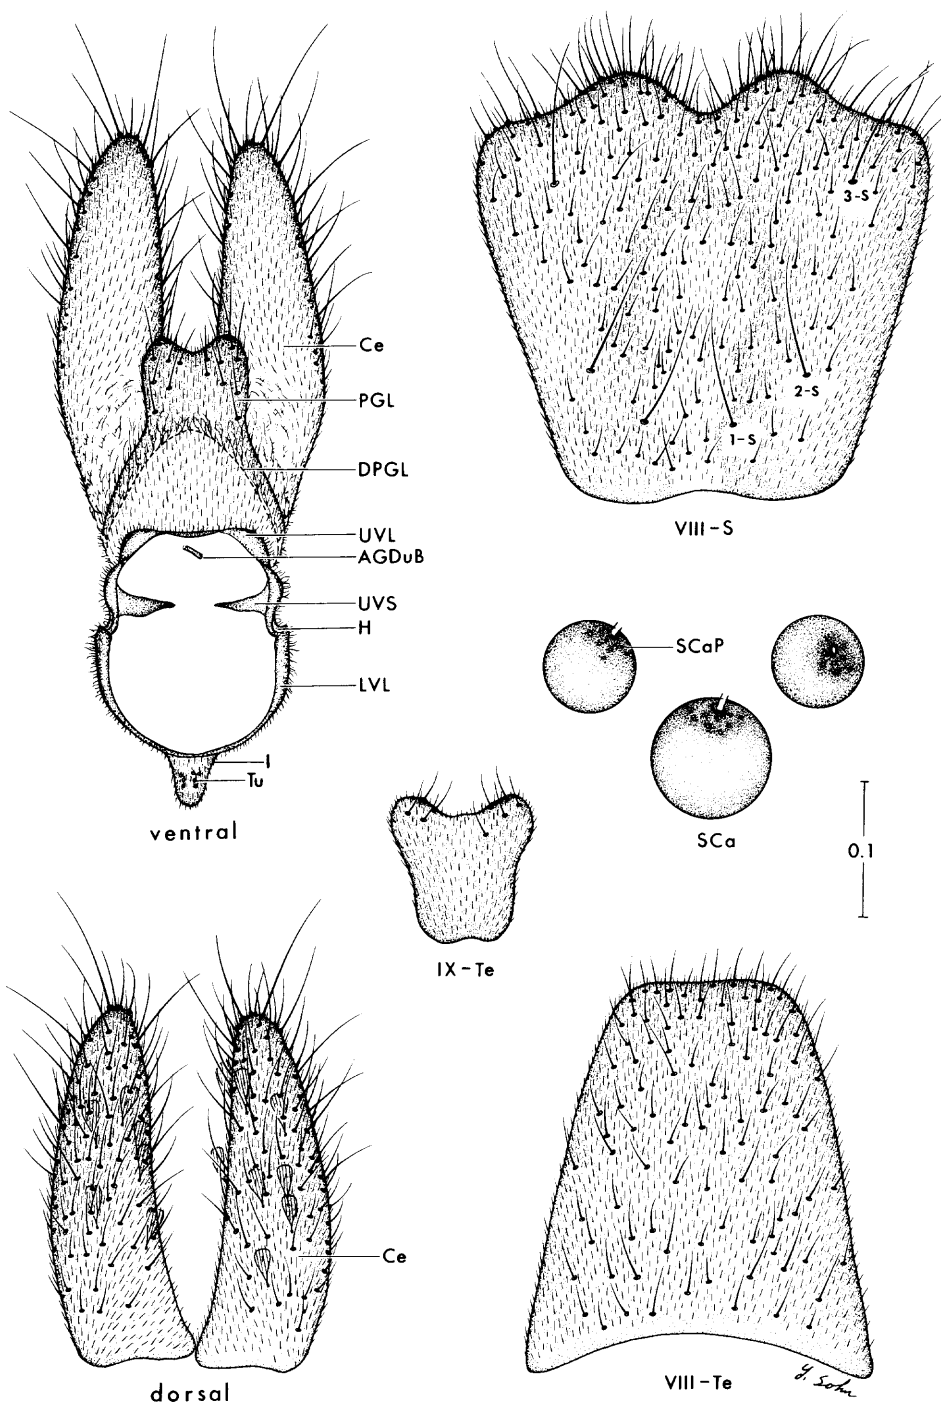 Ce
PGL
DPGL
UVL
AGDuB
UVS
H
LVL
I
Tu
ventral
3-S
2-S
1-S
VIII-S
SCaP
SCa
0.1
IX-Te
Ce
dorsal
VIII-Te
Y. Sohn